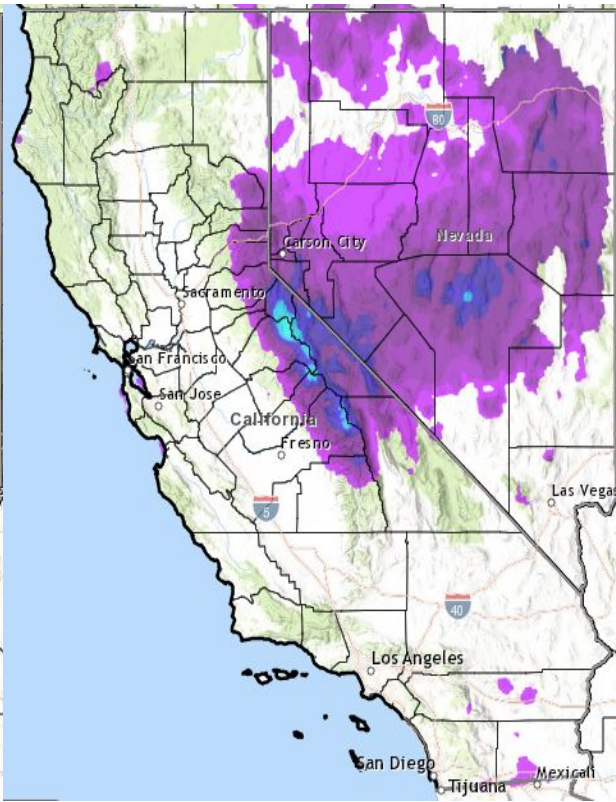 80
Nevada
Carson City
Sacramento
San Francisco
San Jose
California
Fresno
5
Las Vegas
40
Los Angeles
San Diego
Mexicali
Tijuana